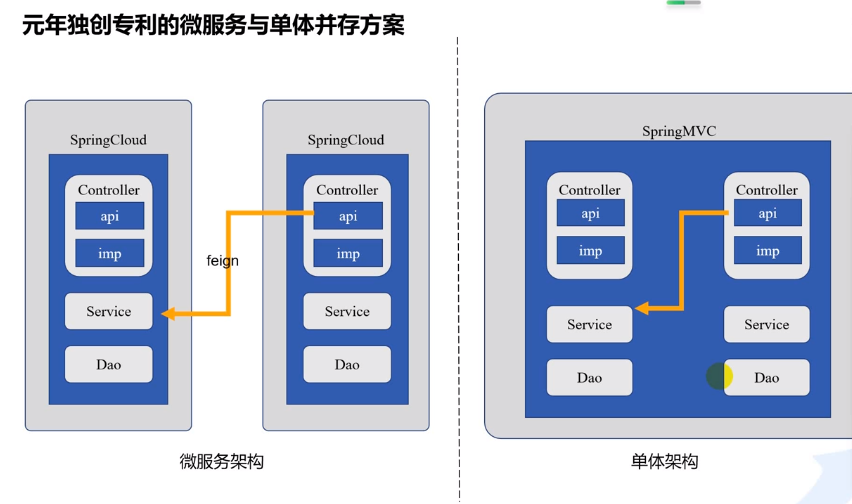 元年独创专利的微服务与单体并存方案
SpringCloud
Controller
api
imp
Service
Dao
feign
SpringCloud
Controller
api
imp
Service
Dao
微服务架构
SpringMVC
Controller
api
imp
Service
Dao
Controller
api
imp
Service
Dao
单体架构